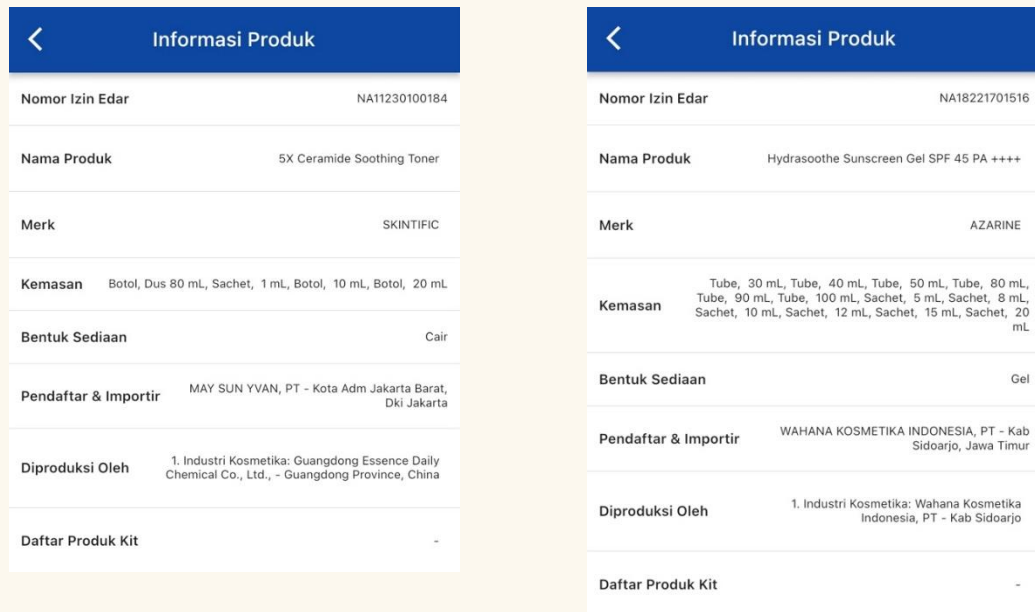 Informasi Produk
Nomor Izin Edar NA11230100184
Nama Produk 5X Ceramide Soothing Toner
Merk SKINTIFIC
Kemasan Botol, Dus 80 mL, Sachet, 1 mL, Botol, 10 mL, Botol, 20 mL
Bentuk Sediaan Cair
Pendaftar & Importir MAY SUN YVAN, PT - Kota Adm Jakarta Barat,
Dki Jakarta
Diproduksi Oleh 1. Industri Kosmetika: Guangdong Essence Daily
Chemical Co., Ltd., - Guangdong Province, China
Daftar Produk Kit -
Informasi Produk
Nomor Izin Edar NA18221701516
Nama Produk Hydrasoothe Sunscreen Gel SPF 45 PA ++++
Merk AZARINE
Kemasan Tube, 30 mL, Tube, 40 mL, Tube, 50 mL, Tube, 80 mL,
Tube, 90 mL, Tube, 100 mL, Sachet, 5 mL, Sachet, 8 mL,
Sachet, 10 mL, Sachet, 12 mL, Sachet, 15 mL, Sachet, 20
mL
Bentuk Sediaan Gel
Pendaftar & Importir WAHANA KOSMETIKA INDONESIA, PT - Kab
Sidoarjo, Jawa Timur
Diproduksi Oleh 1. Industri Kosmetika: Wahana Kosmetika
Indonesia, PT - Kab Sidoarjo
Daftar Produk Kit -